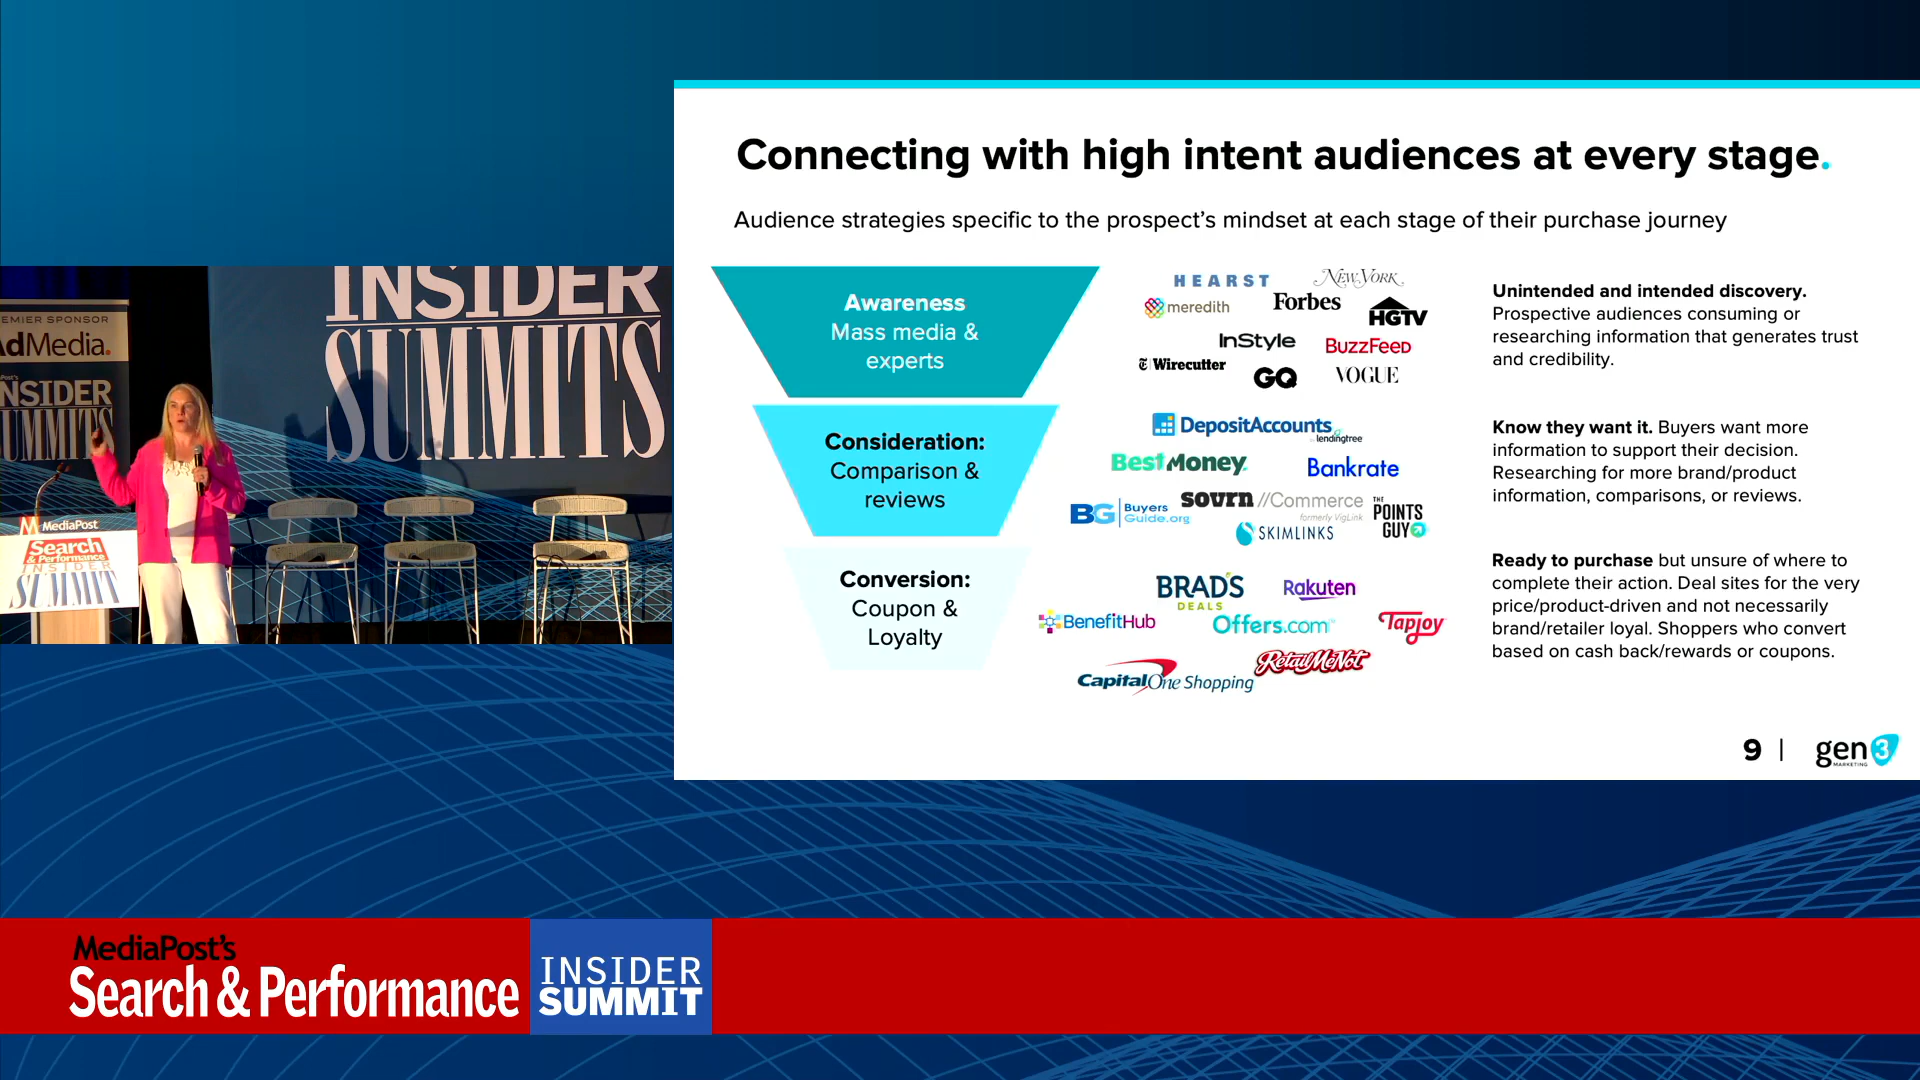 Connecting with high intent audiences at every stage.
Audience strategies specific to the prospect's mindset at each stage of their purchase journey
Awareness
Mass media &
experts
HEARST
NEW YORK
meredith
Forbes
HGTV
InStyle
BuzzFeed
Wirecutter
GQ
VOGUE
Unintended and intended discovery.
Prospective audiences consuming or
researching information that generates trust
and credibility.
Consideration:
Comparison &
reviews
DepositAccounts
by lendingtree
BestMoney
Bankrate
BG Buyers
Guide.org
sovrn //Commerce
formerly VigLink
SKIMLINKS
THE
POINTS
GUY
Know they want it. Buyers want more
information to support their decision.
Researching for more brand/product
information, comparisons, or reviews.
Conversion:
Coupon &
Loyalty
BRAD'S
DEALS
Rakuten
BenefitHub
Offers.com
Tapjoy
RetailMeNot
CapitalOne Shopping
Ready to purchase but unsure of where to
complete their action. Deal sites for the very
price/product-driven and not necessarily
brand/retailer loyal. Shoppers who convert
based on cash back/rewards or coupons.
9 |
gen3
MARKETING
EMIER SPONSOR
AdMedia.
NSIDER
UMMITS
INSIDER
SUMMITS
MediaPost
Search
& Performance
INSIDER
SUMMIT
MediaPost's
Search & Performance
INSIDER
SUMMIT